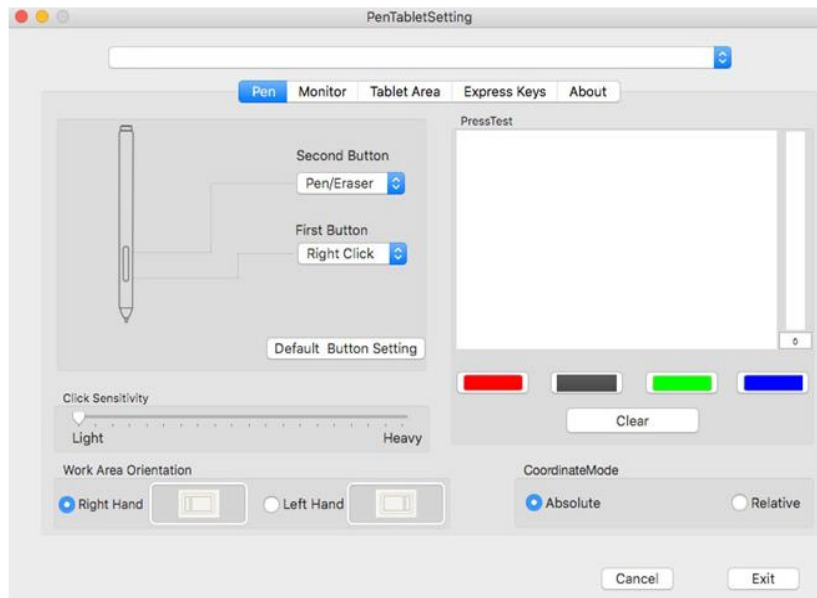 PenTabletSetting
Pen Monitor Tablet Area Express Keys About
Second Button
Pen/Eraser
First Button
Right Click
Default Button Setting
PressTest
0
Clear
Click Sensitivity
Light Heavy
Work Area Orientation
Right Hand Left Hand
CoordinateMode
Absolute Relative
Cancel Exit